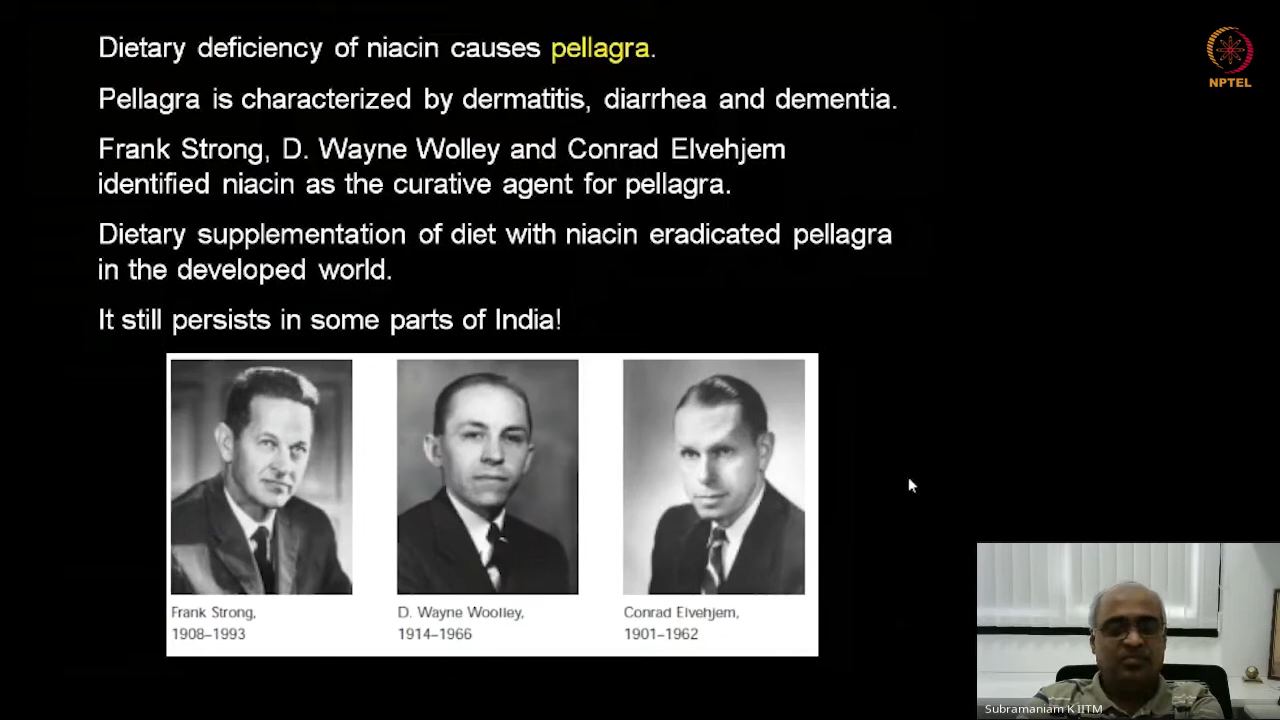 Dietary deficiency of niacin causes pellagra.
Pellagra is characterized by dermatitis, diarrhea and dementia.
Frank Strong, D. Wayne Wolley and Conrad Elvehjem
identified niacin as the curative agent for pellagra.
Dietary supplementation of diet with niacin eradicated pellagra
in the developed world.
It still persists in some parts of India!
Frank Strong,
1908–1993
D. Wayne Woolley,
1914–1966
Conrad Elvehjem,
1901–1962
NPTEL
Subramaniam K IITM